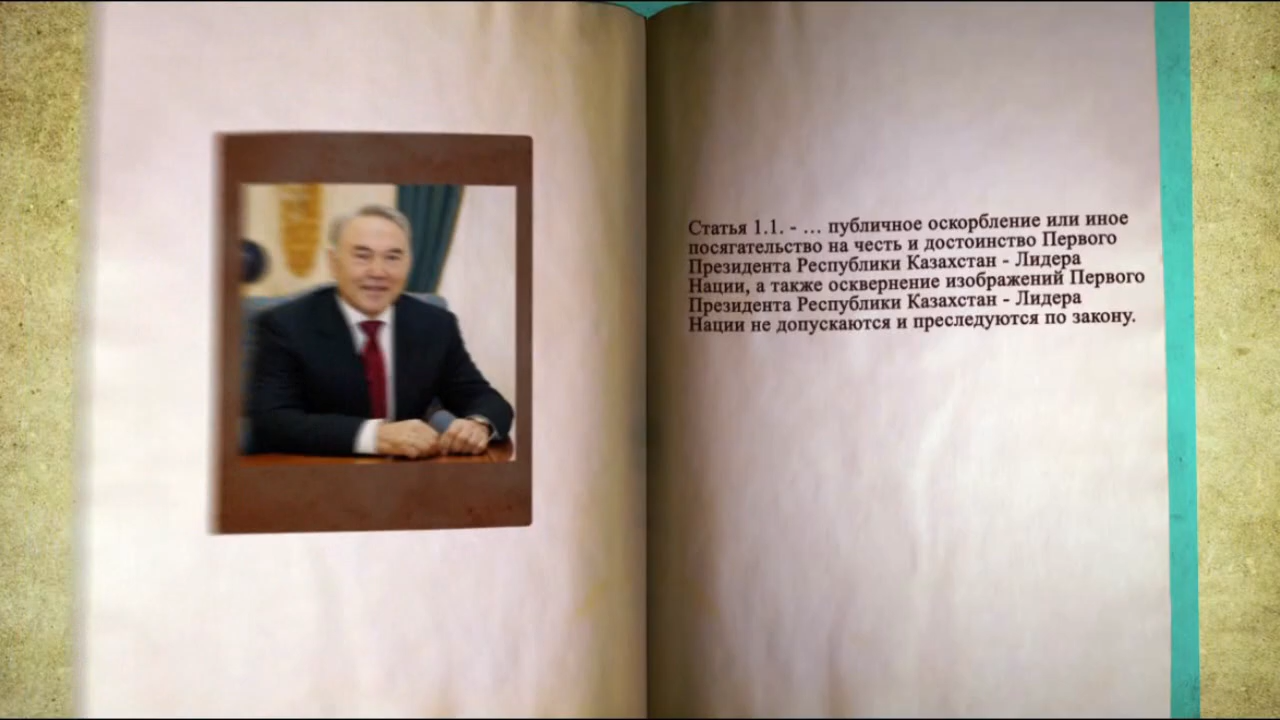 Статья 1.1. - ... публичное оскорбление или иное
посягательство на честь и достоинство Первого
Президента Республики Казахстан - Лидера
Нации, а также осквернение изображений Первого
Президента Республики Казахстан - Лидера
Нации не допускаются и преследуются по закону.